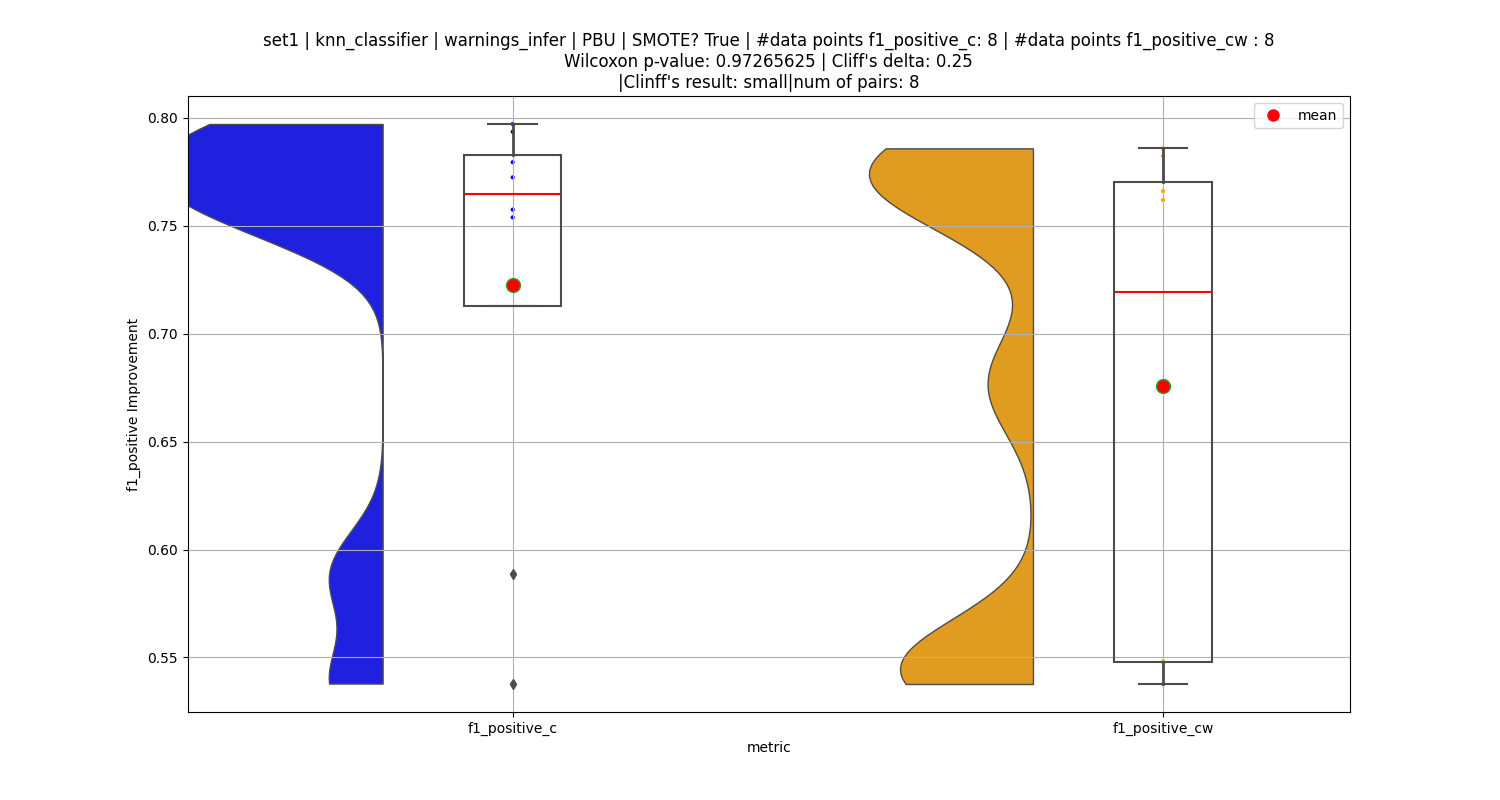 set1 | knn_classifier | warnings_infer | PBU | SMOTE? True | #data points f1_positive_c: 8 | #data points f1_positive_cw : 8
Wilcoxon p-value: 0.97265625 | Cliff's delta: 0.25
|Clinff's result: small|num of pairs: 8
mean
0.80
0.75
0.70
0.65
0.60
0.55
f1_positive Improvement
f1_positive_c
f1_positive_cw
metric